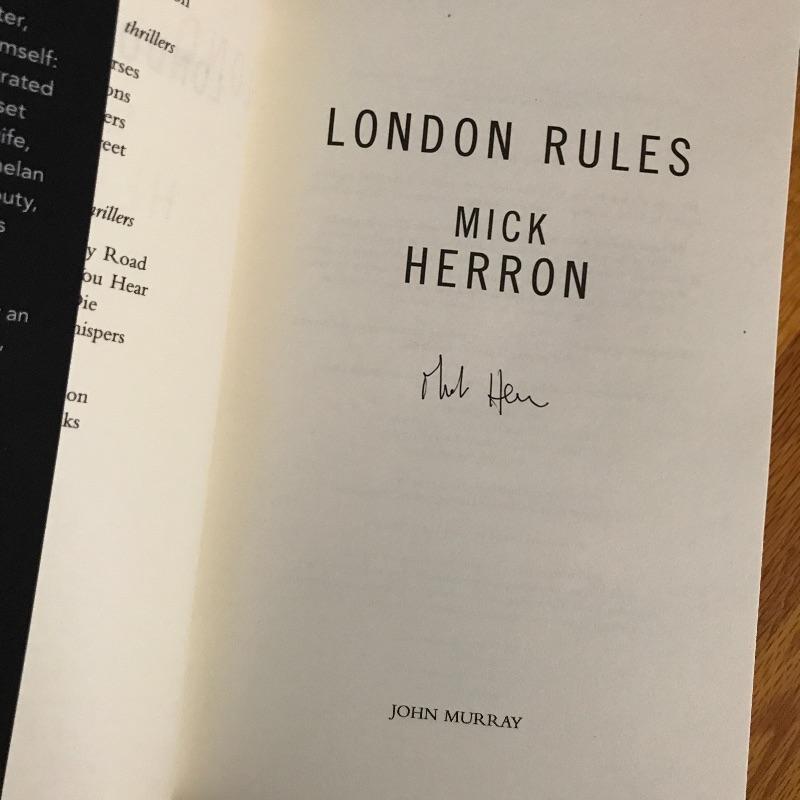 ter,
mself:
rated
set
ife,
helan
uty,
s
an
,
thrillers
rses
ons
ers
reet
rillers
y Road
ou Hear
Die
hispers
on
ks
LONDON RULES
MICK
HERRON
JOHN MURRAY